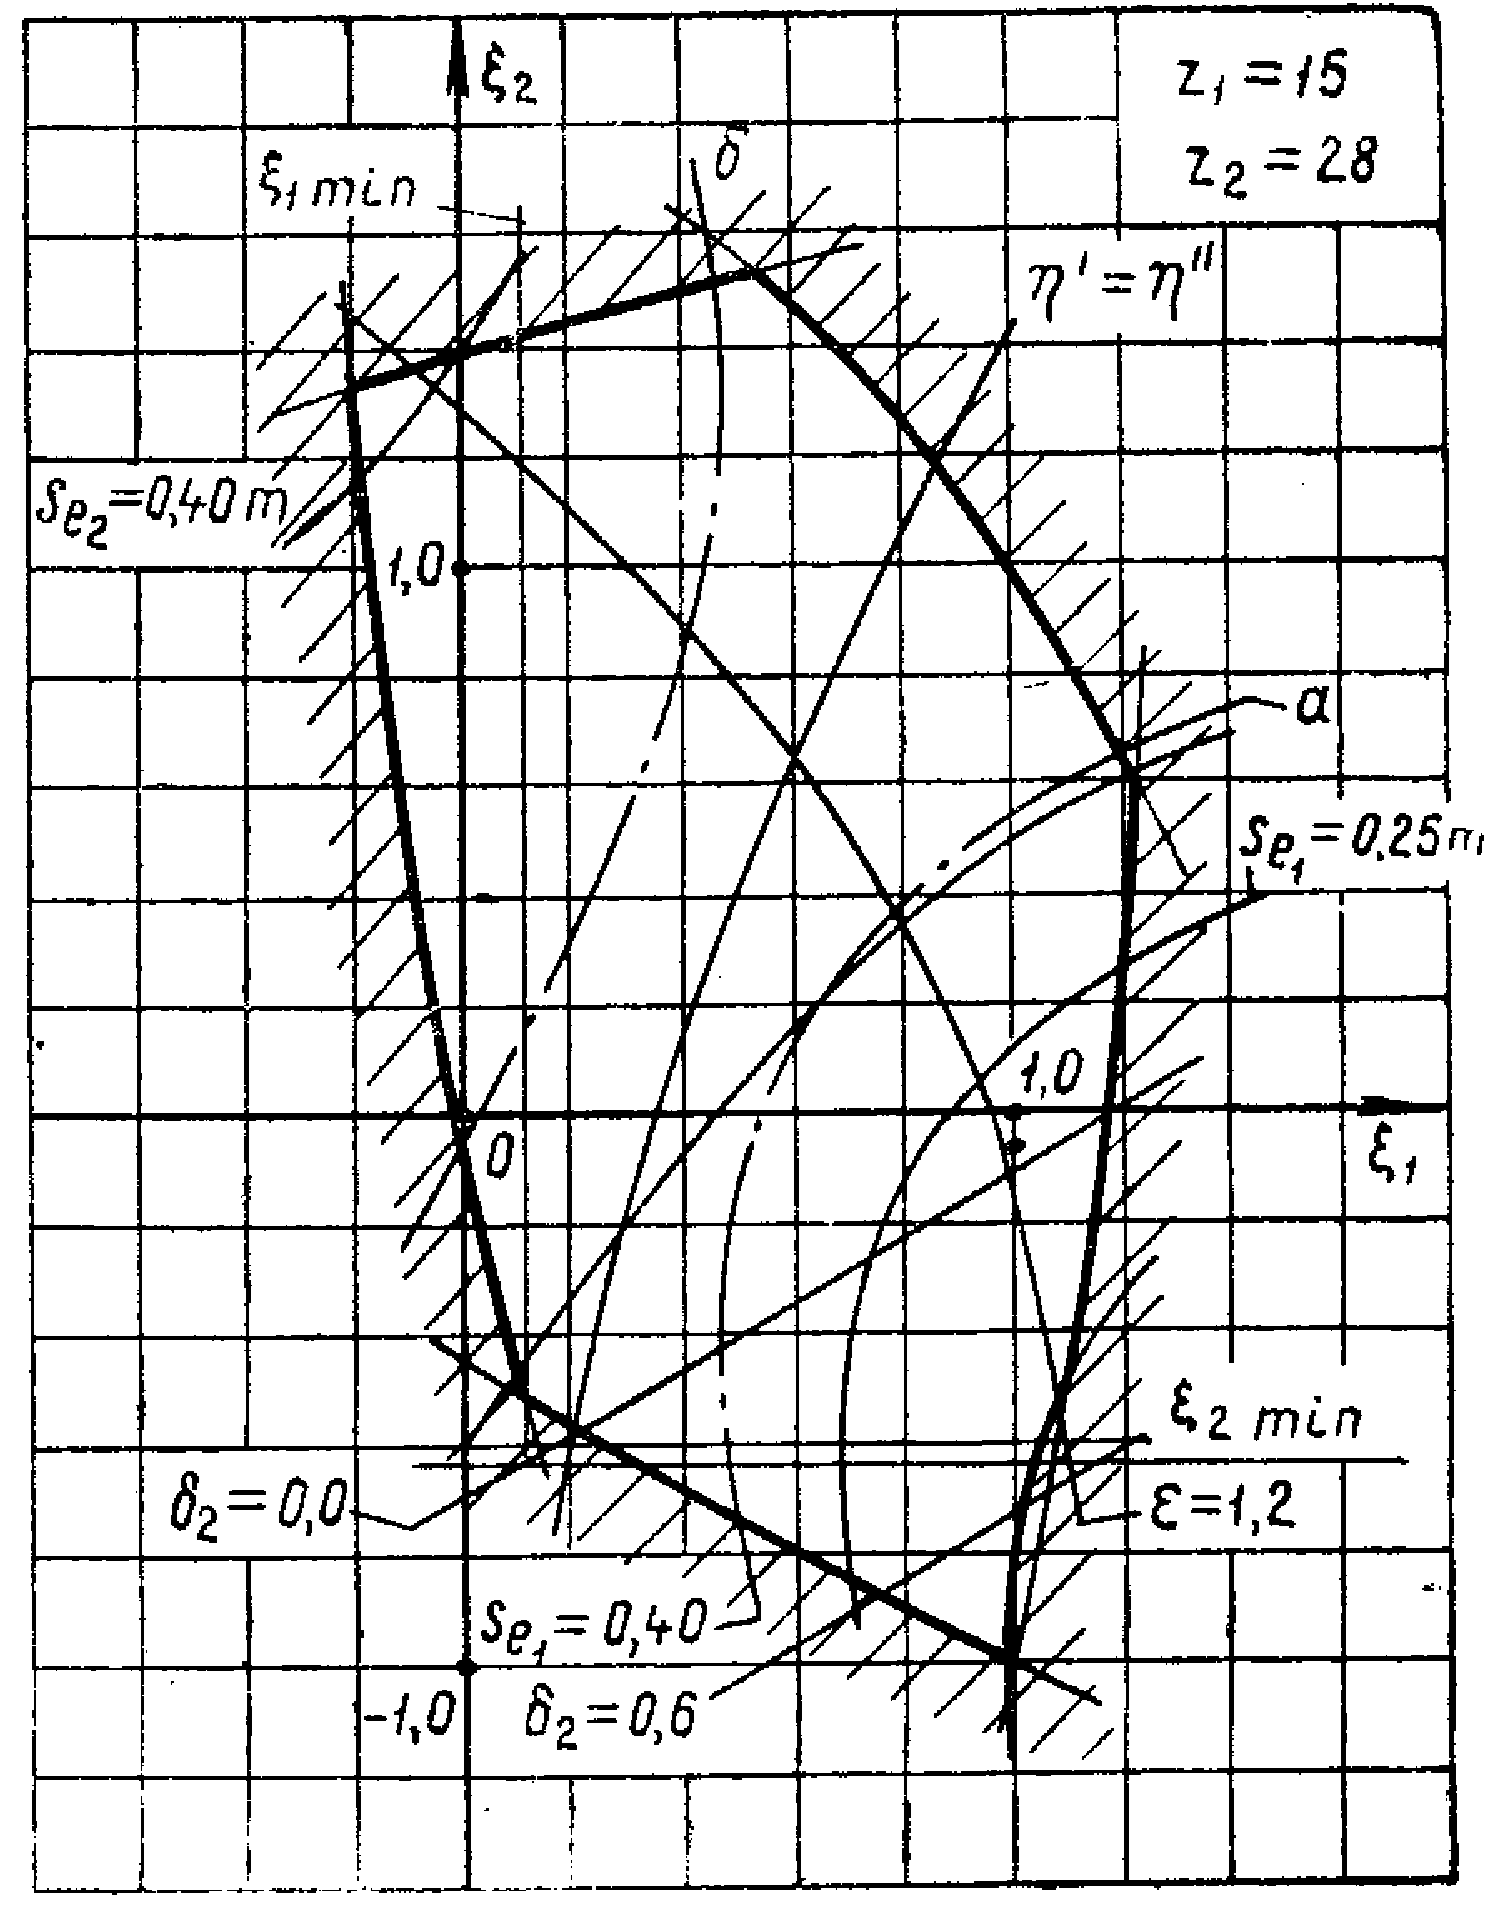 ξ₂
z₁ = 15
z₂ = 28
ξ₁ min
δ
η' = η''
sₑ₂ = 0,40 m
1,0
a
sₑ₁ = 0,25 m
1,0
0
ξ₁
ξ₂ min
δ₂ = 0,0
ε = 1,2
sₑ₁ = 0,40
-1,0
δ₂ = 0,6